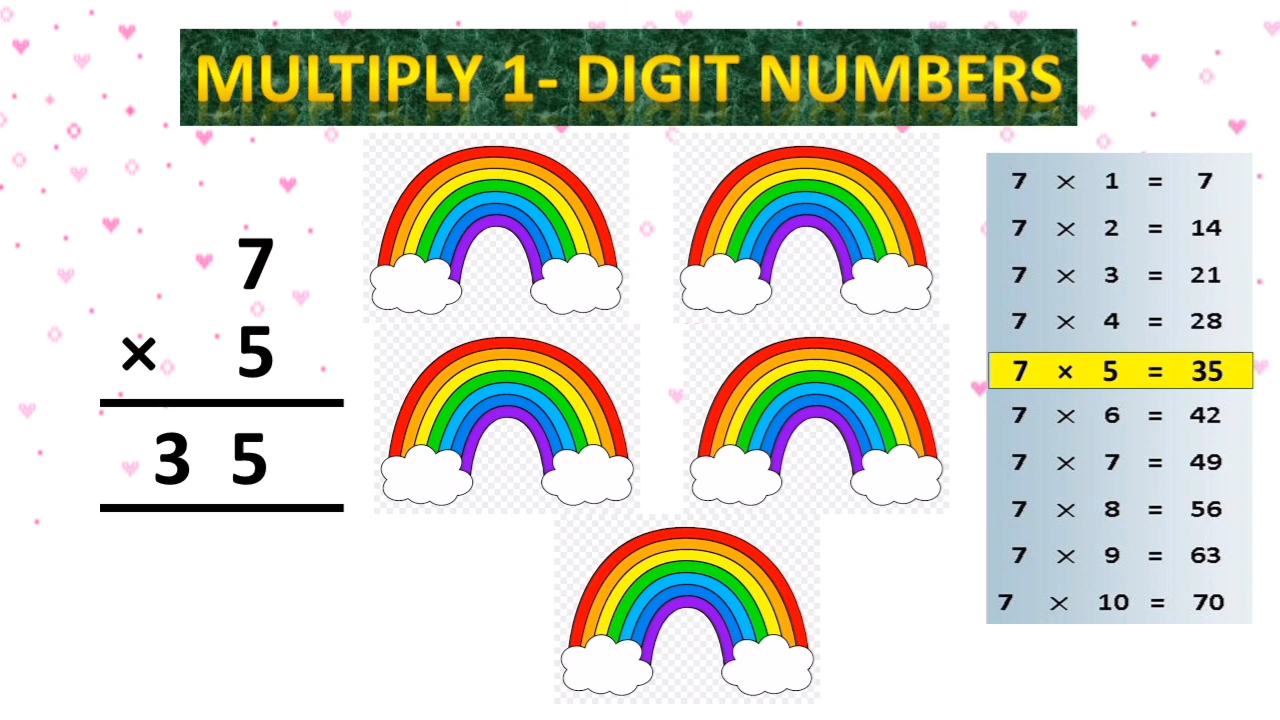 MULTIPLY 1- DIGIT NUMBERS
7
× 5
3 5
7 × 1 = 7
7 × 2 = 14
7 × 3 = 21
7 × 4 = 28
7 × 5 = 35
7 × 6 = 42
7 × 7 = 49
7 × 8 = 56
7 × 9 = 63
7 × 10 = 70